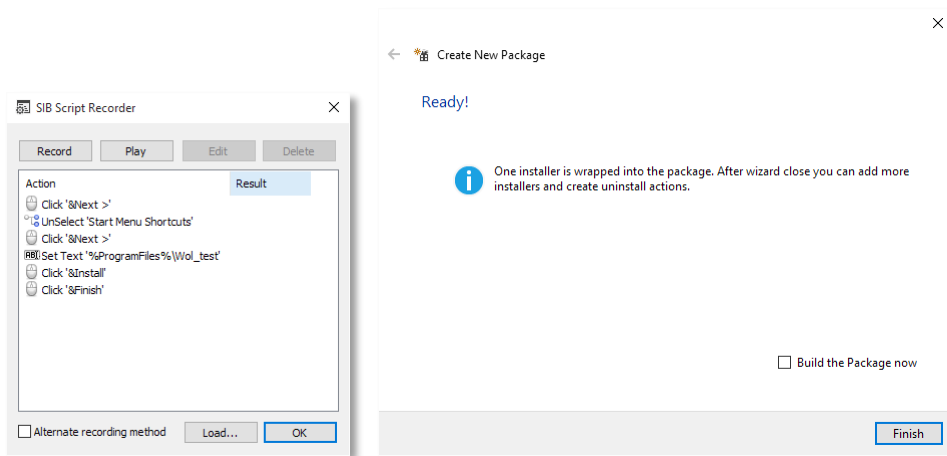 SIB Script Recorder
Record
Play
Edit
Delete
Action
Result
Click '&Next >'
UnSelect 'Start Menu Shortcuts'
Click '&Next >'
ABI Set Text '%ProgramFiles%\Wol_test'
Click '&Install'
Click '&Finish'
Alternate recording method
Load...
OK
Create New Package
Ready!
One installer is wrapped into the package. After wizard close you can add more
installers and create uninstall actions.
Build the Package now
Finish